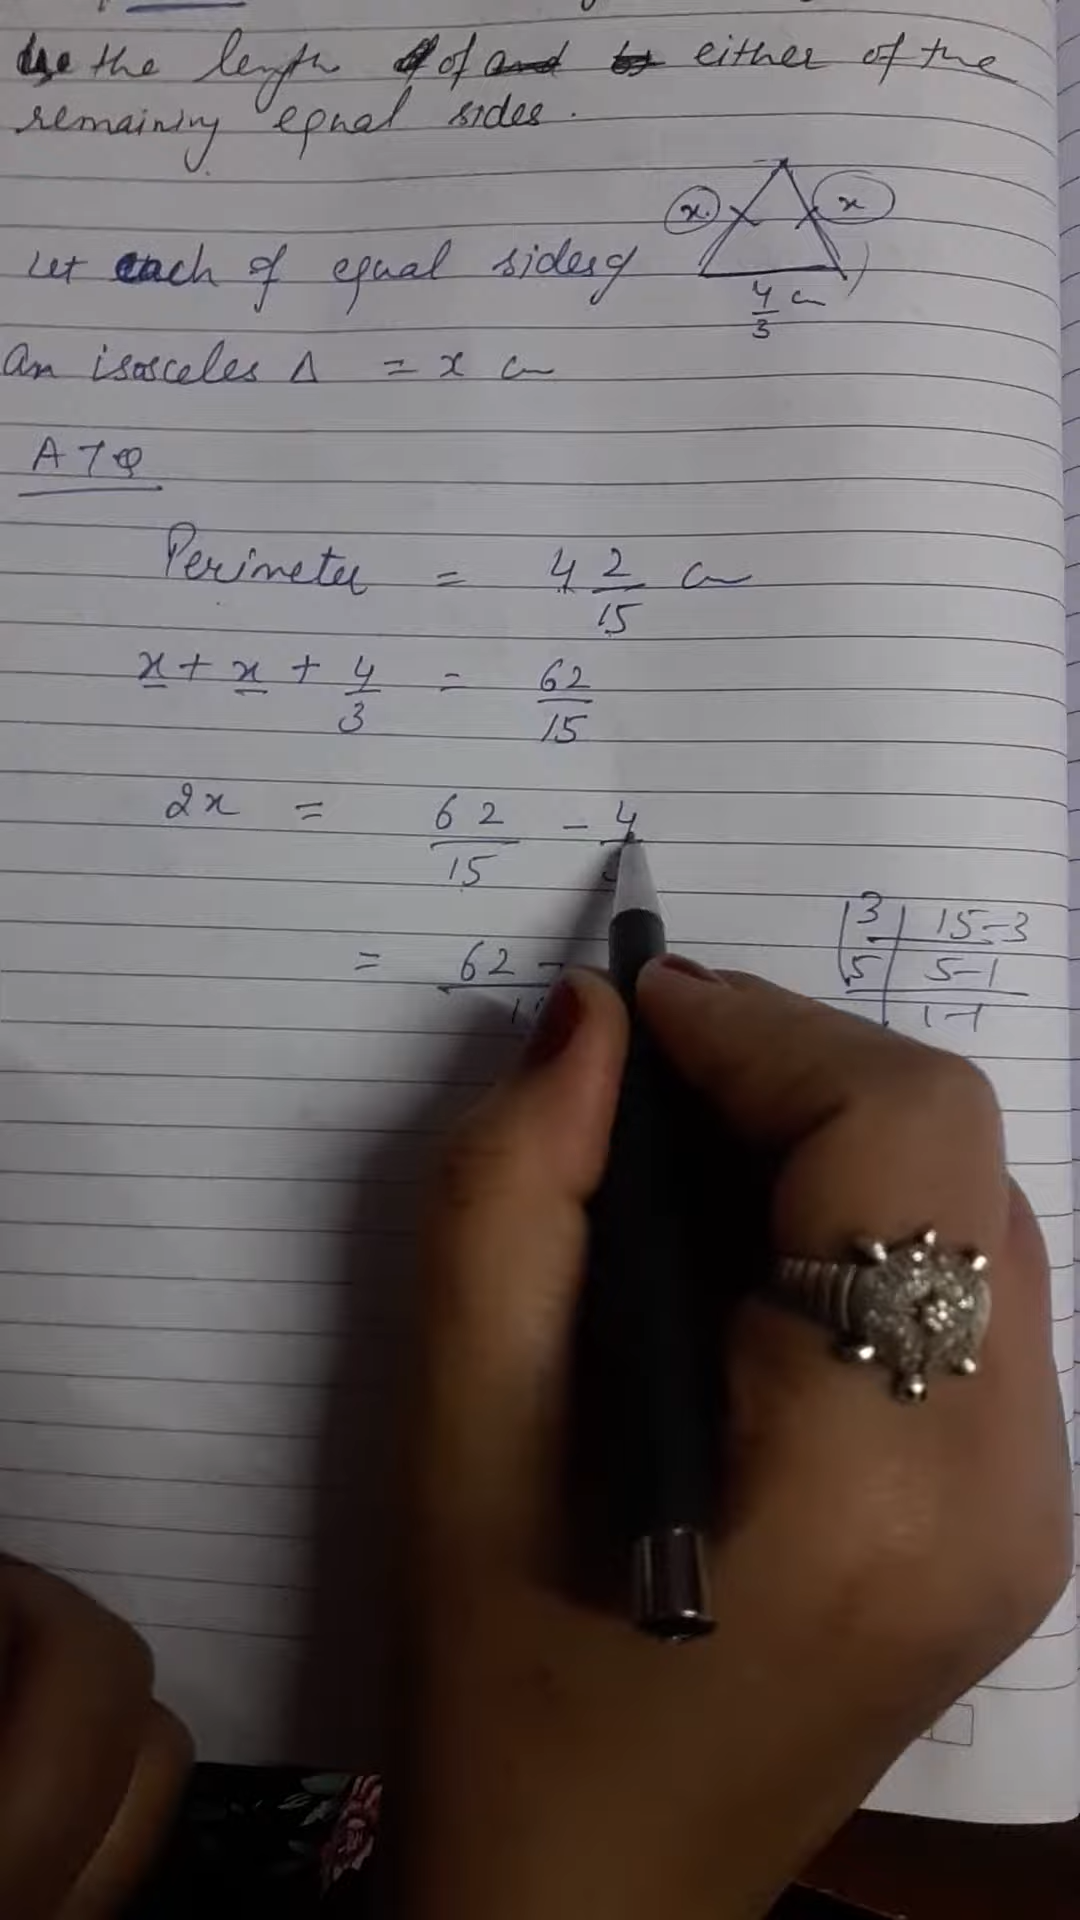 the length of either of the
remaining equal sides.
x. x
4/3 cm
Let each of equal sides of
an isosceles Δ = x cm
ATQ
Perimeter = 4 2/15 cm
x + x + 4/3 = 62/15
2x = 62/15 - 4
= 62 -
3 | 15-3
5 | 5-1
1-1